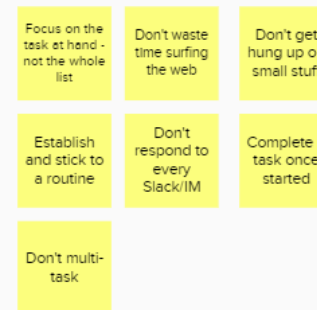 Focus on the
task at hand -
not the whole
list
Don't waste
time surfing
the web
Don't get
hung up o
small stuf
Establish
and stick to
a routine
Don't
respond to
every
Slack/IM
Complete
task once
started
Don't multi-
task